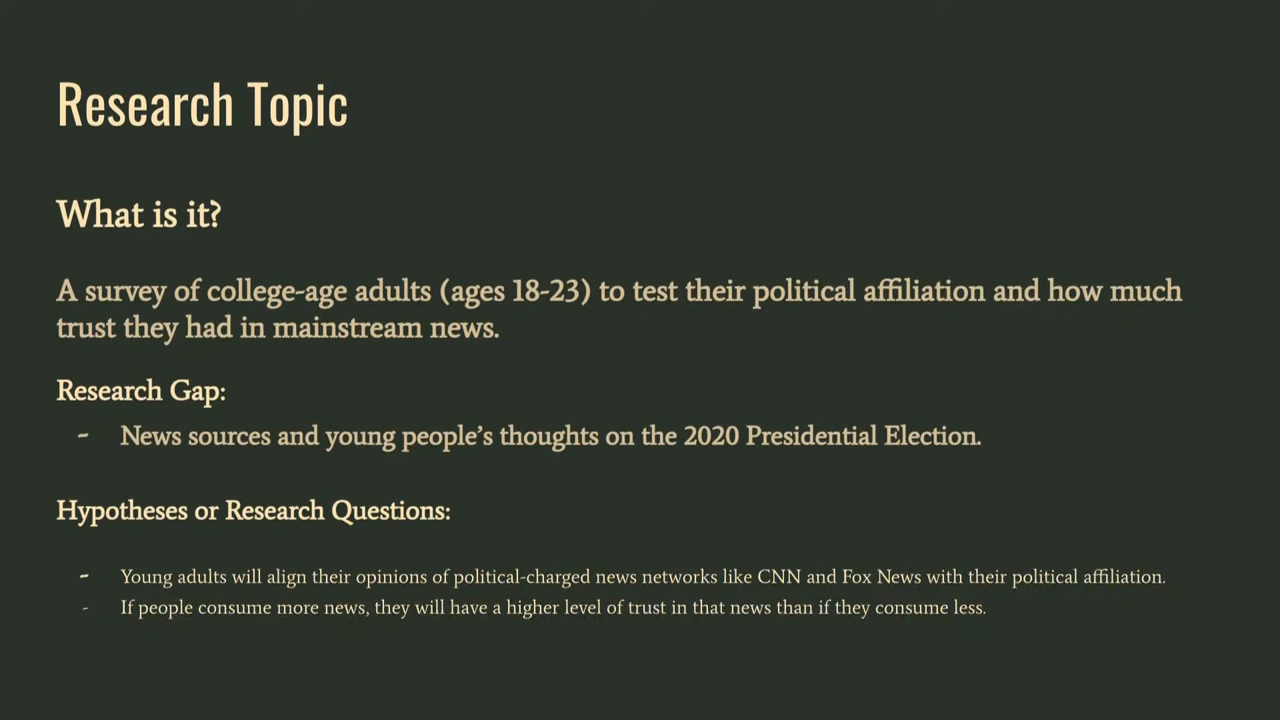 Research Topic
What is it?
A survey of college-age adults (ages 18-23) to test their political affiliation and how much
trust they had in mainstream news.
Research Gap:
- News sources and young people’s thoughts on the 2020 Presidential Election.
Hypotheses or Research Questions:
- Young adults will align their opinions of political-charged news networks like CNN and Fox News with their political affiliation.
- If people consume more news, they will have a higher level of trust in that news than if they consume less.